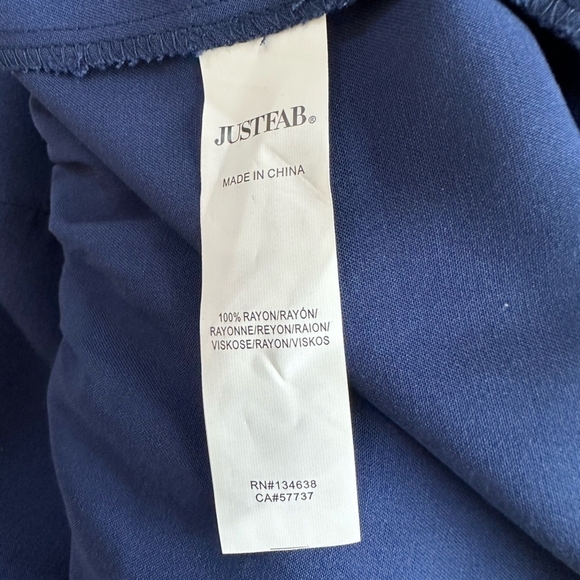 JUSTFAB®
MADE IN CHINA
100% RAYON/RAYÓN/
RAYONNE/REYON/RAION/
VISKOSE/RAYON/VISKOS
RN#134638
CA#57737